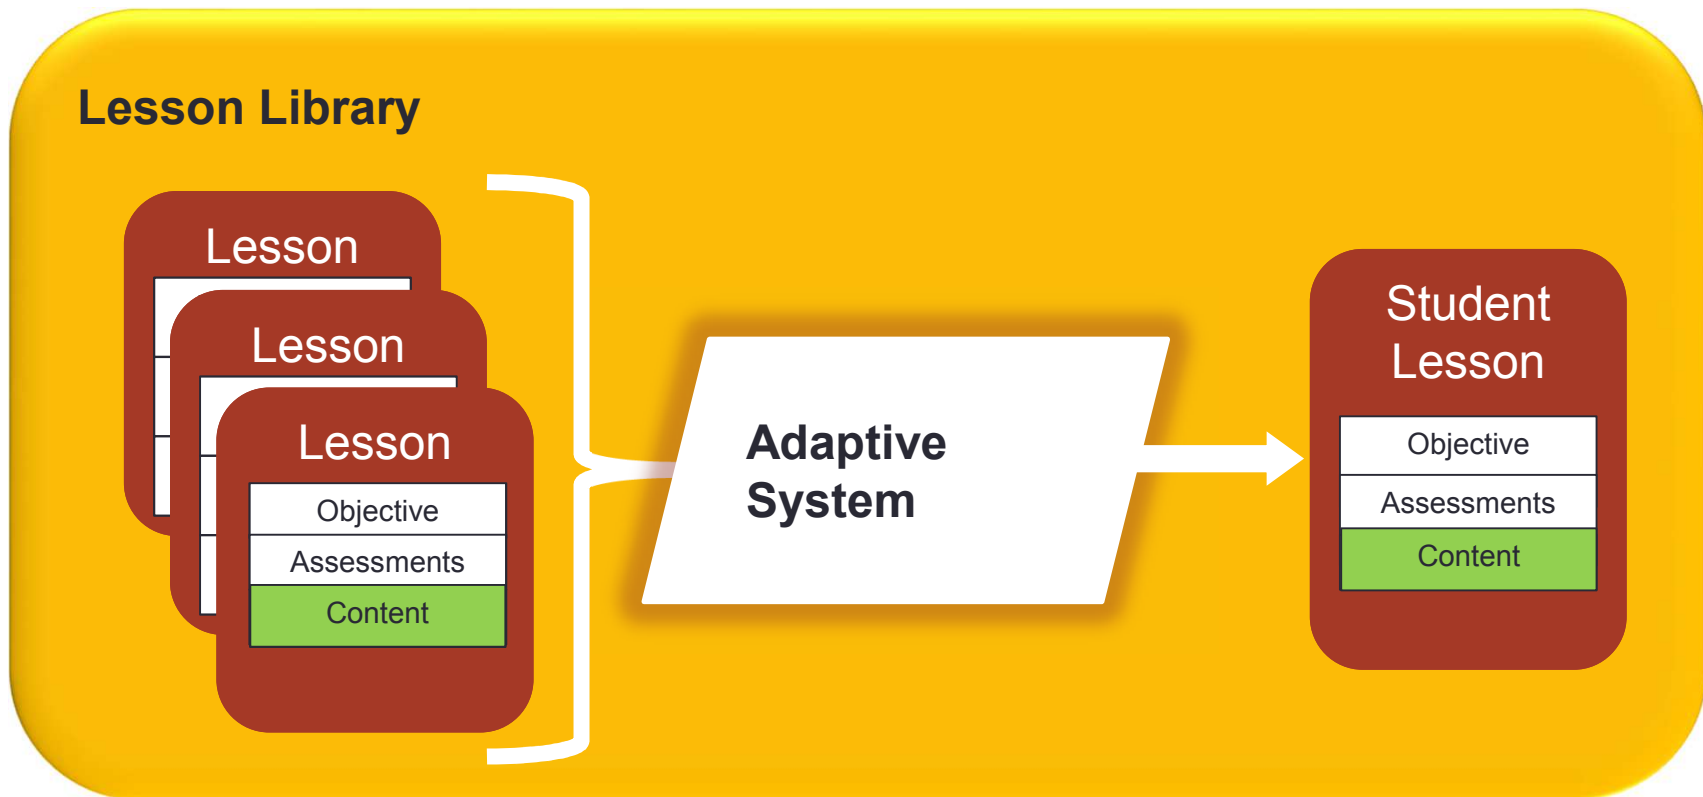 Lesson Library
Lesson
Lesson
Lesson
Objective
Assessments
Content
Adaptive
System
Student
Lesson
Objective
Assessments
Content